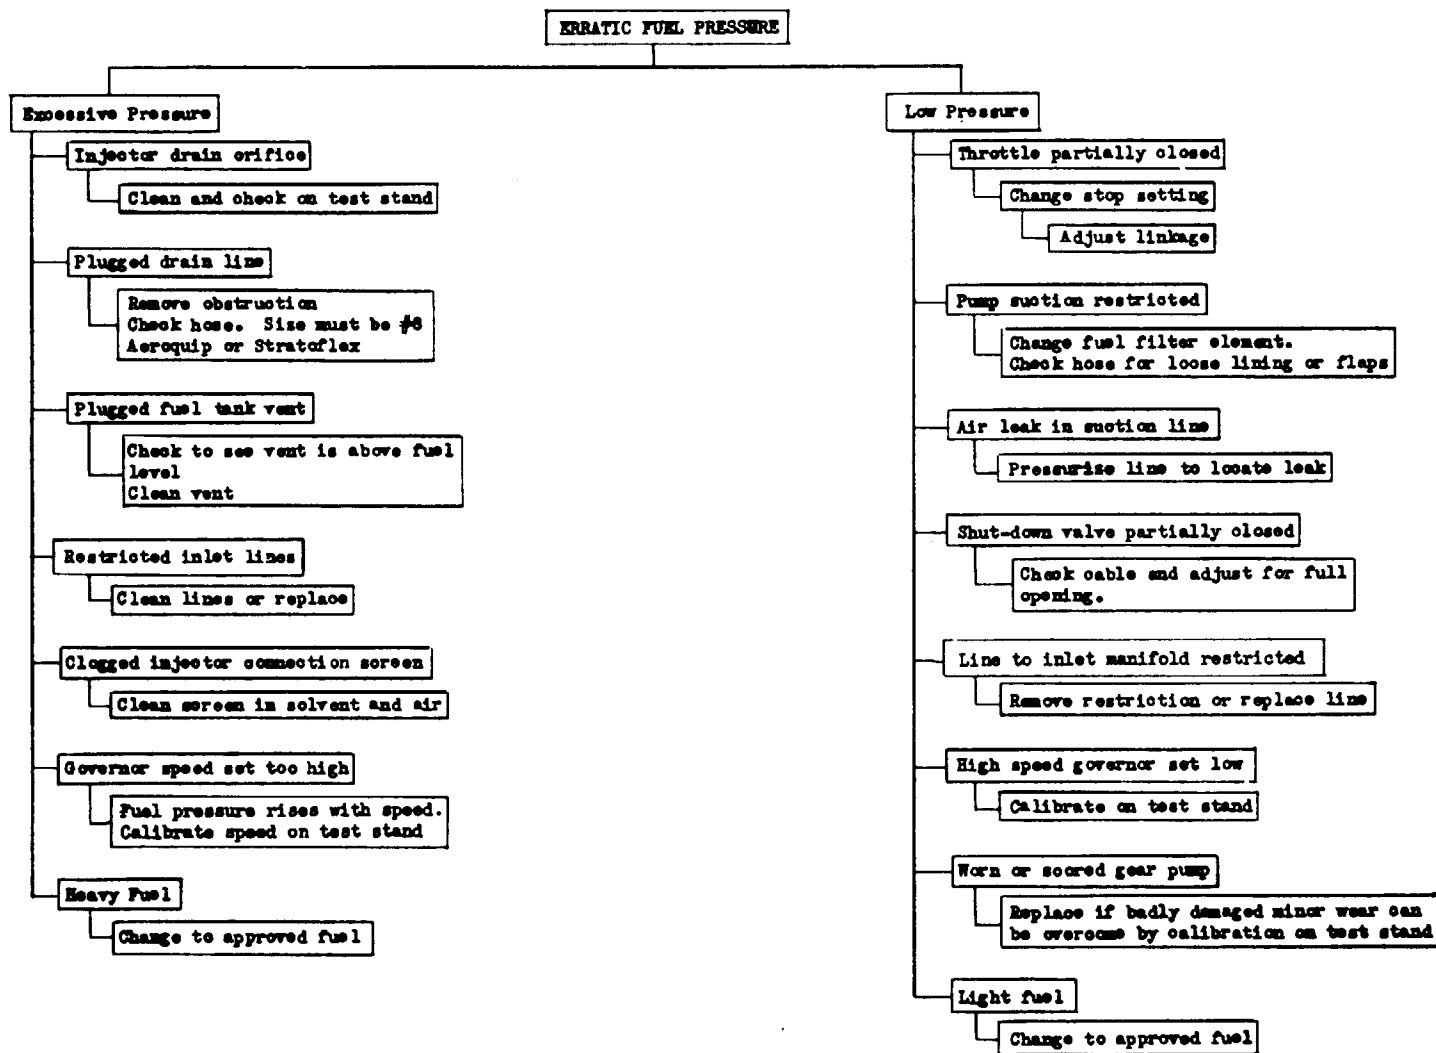 ERRATIC FUEL PRESSURE
Excessive Pressure
Injector drain orifice
Clean and check on test stand
Plugged drain line
Remove obstruction
Check hose. Size must be #6
Aeroquip or Stratoflex
Plugged fuel tank vent
Check to see vent is above fuel
level
Clean vent
Restricted inlet lines
Clean lines or replace
Clogged injector connection screen
Clean screen in solvent and air
Governor speed set too high
Fuel pressure rises with speed.
Calibrate speed on test stand
Heavy Fuel
Change to approved fuel
Low Pressure
Throttle partially closed
Change stop setting
Adjust linkage
Pump suction restricted
Change fuel filter element.
Check hose for loose lining or flaps
Air leak in suction line
Pressurize line to locate leak
Shut-down valve partially closed
Check cable and adjust for full
opening.
Line to inlet manifold restricted
Remove restriction or replace line
High speed governor set low
Calibrate on test stand
Worn or scored gear pump
Replace if badly damaged minor wear can
be overcome by calibration on test stand
Light fuel
Change to approved fuel